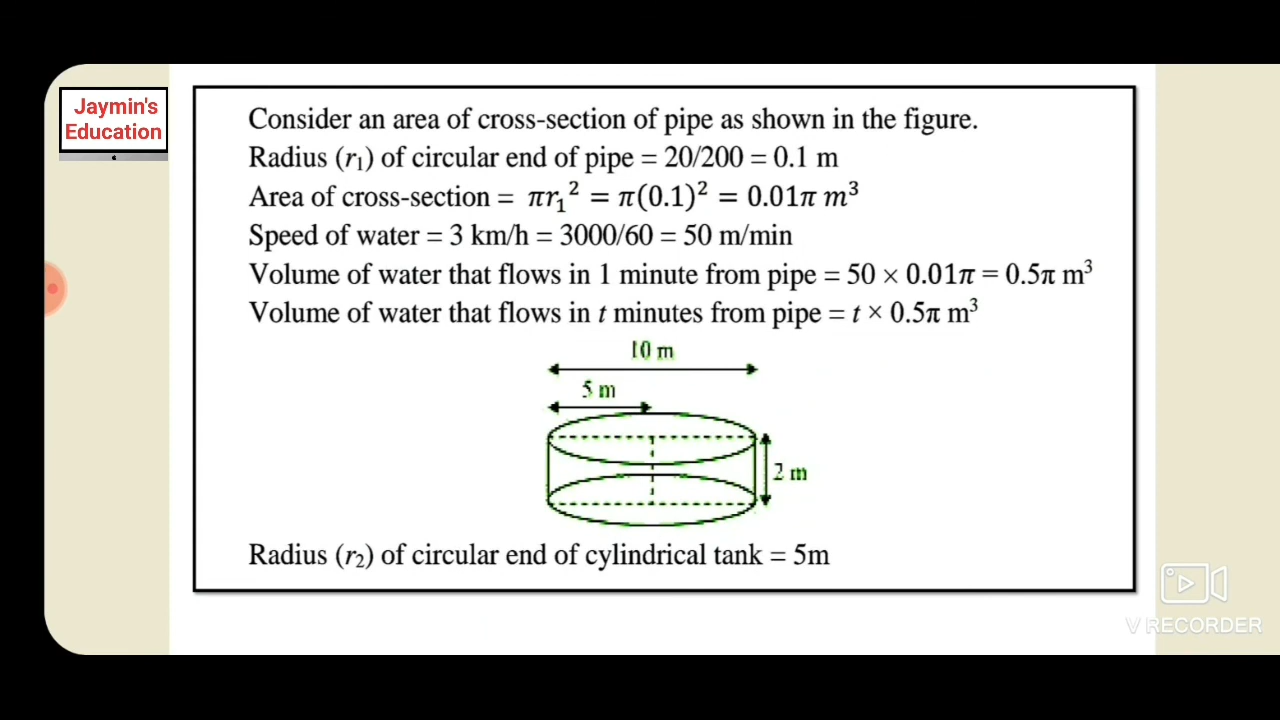 Jaymin's
Education
Consider an area of cross-section of pipe as shown in the figure.
Radius (r₁) of circular end of pipe = 20/200 = 0.1 m
Area of cross-section = πr₁² = π(0.1)² = 0.01π m³
Speed of water = 3 km/h = 3000/60 = 50 m/min
Volume of water that flows in 1 minute from pipe = 50 × 0.01π = 0.5π m³
Volume of water that flows in t minutes from pipe = t × 0.5π m³
10 m
5 m
2 m
Radius (r₂) of circular end of cylindrical tank = 5m
V RECORDER